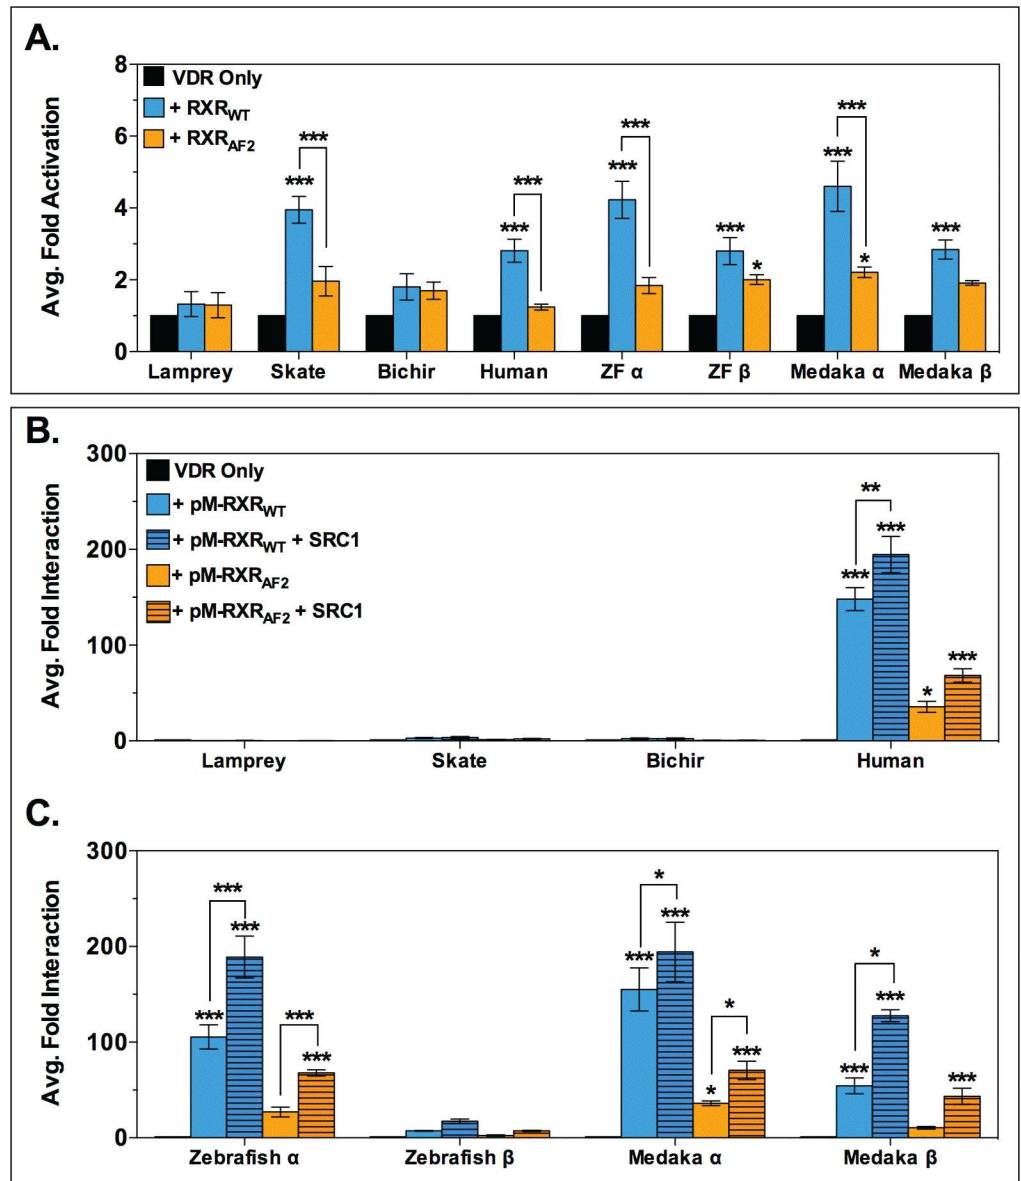 A.
8
6
4
2
0
Avg. Fold Activation
VDR Only
+ RXRWT
+ RXRAF2
***
***
***
***
***
***
***
*
***
***
*
***
Lamprey Skate Bichir Human ZF α ZF β Medaka α Medaka β
B.
300
200
100
0
Avg. Fold Interaction
VDR Only
+ pM-RXRWT
+ pM-RXRWT + SRC1
+ pM-RXRAF2
+ pM-RXRAF2 + SRC1
**
***
***
*
***
Lamprey Skate Bichir Human
C.
300
200
100
0
Avg. Fold Interaction
***
***
***
***
***
*
***
***
*
*
***
*
***
***
***
Zebrafish α Zebrafish β Medaka α Medaka β